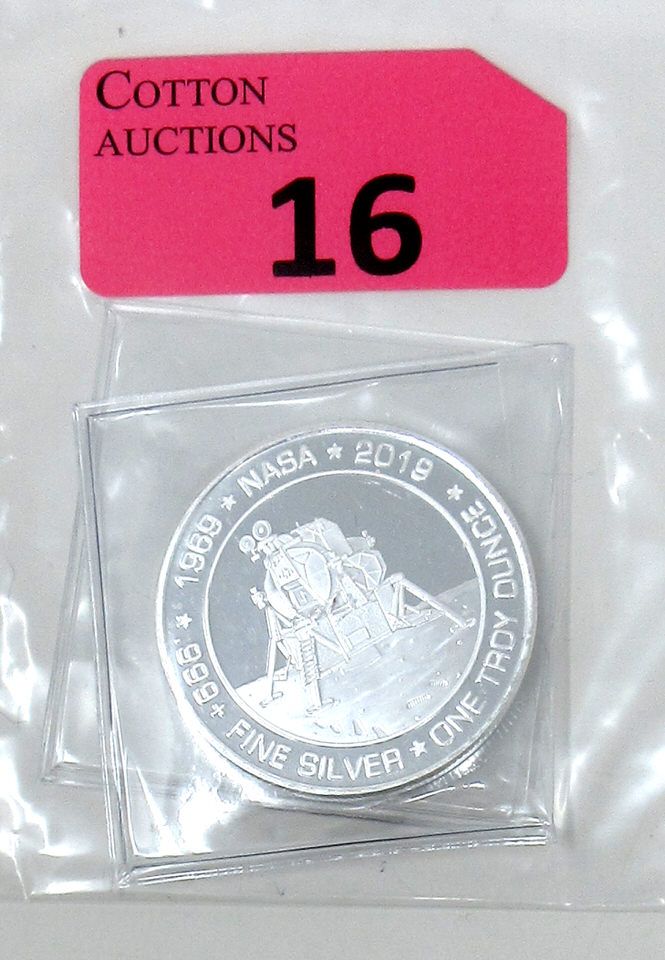 COTTON
AUCTIONS
16
★ 1969 ★ NASA ★ 2019 ★
.999+ FINE SILVER ★ ONE TROY OUNCE